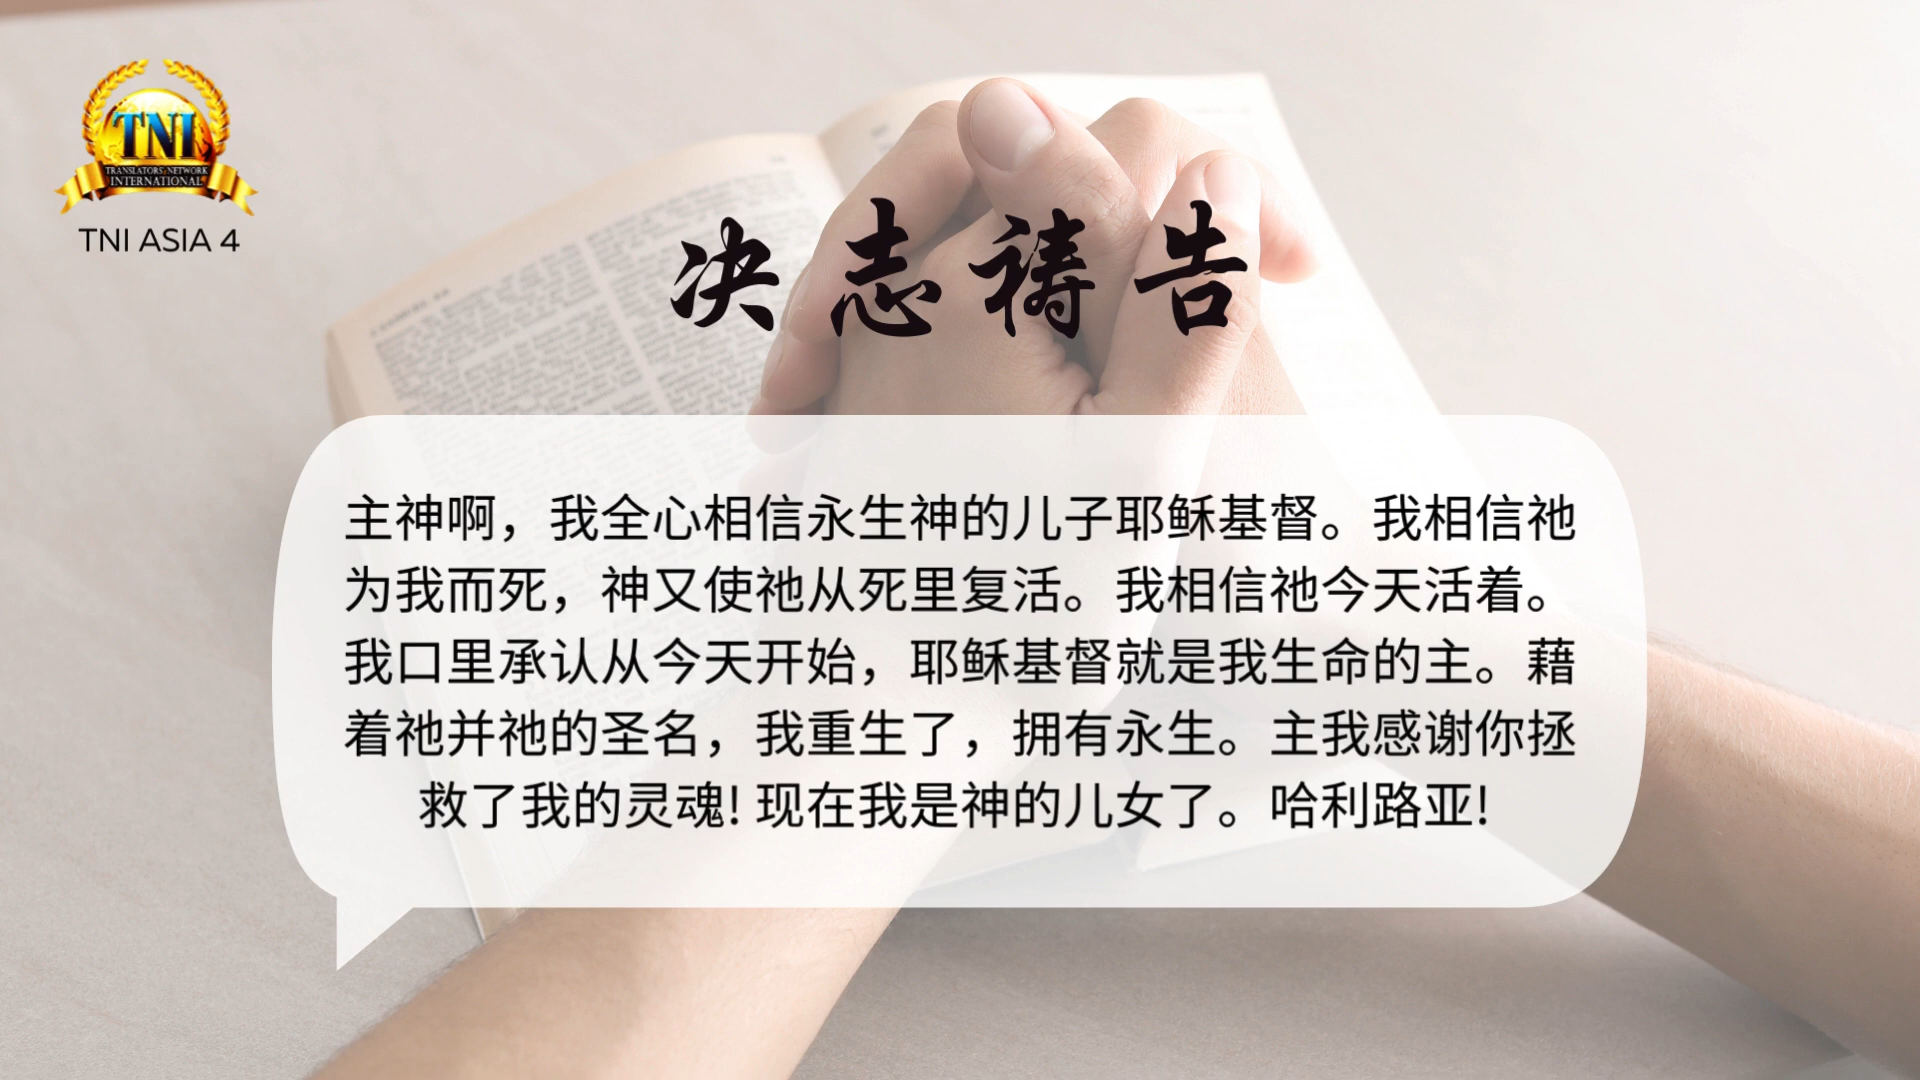 TNI
TRANSLATORS NETWORK
INTERNATIONAL
TNI ASIA 4
决志祷告
主神啊，我全心相信永生神的儿子耶稣基督。我相信祂
为我而死，神又使祂从死里复活。我相信祂今天活着。
我口里承认从今天开始，耶稣基督就是我生命的主。藉
着祂并祂的圣名，我重生了，拥有永生。主我感谢你拯
救了我的灵魂! 现在我是神的儿女了。哈利路亚!